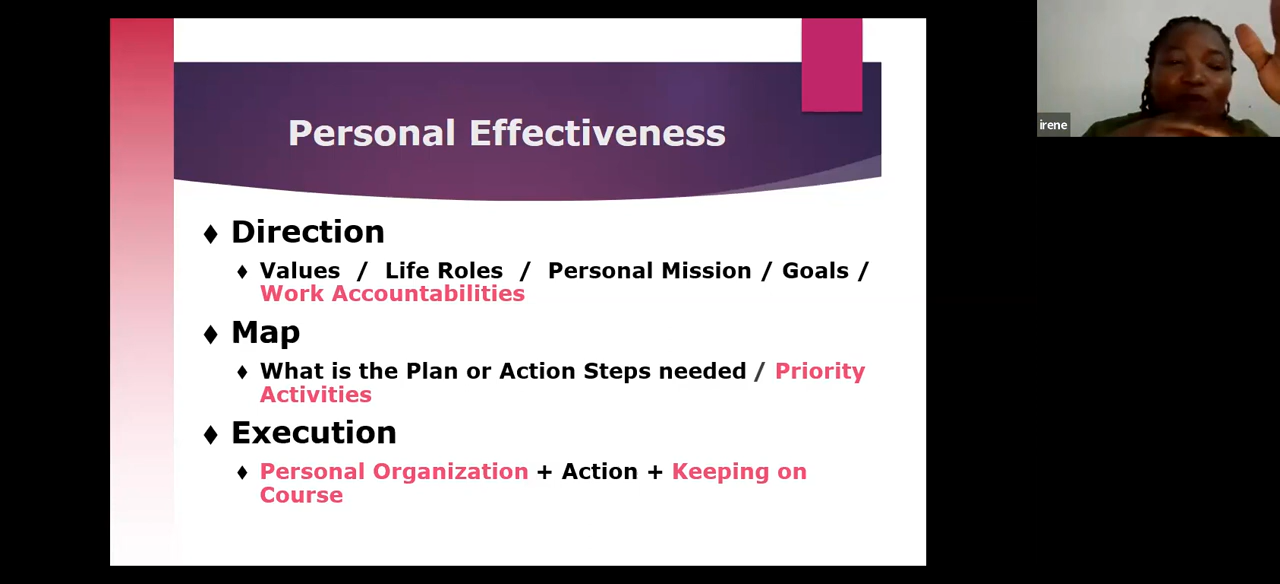 Personal Effectiveness
♦ Direction
♦ Values / Life Roles / Personal Mission / Goals /
Work Accountabilities
♦ Map
♦ What is the Plan or Action Steps needed / Priority
Activities
♦ Execution
♦ Personal Organization + Action + Keeping on
Course
irene